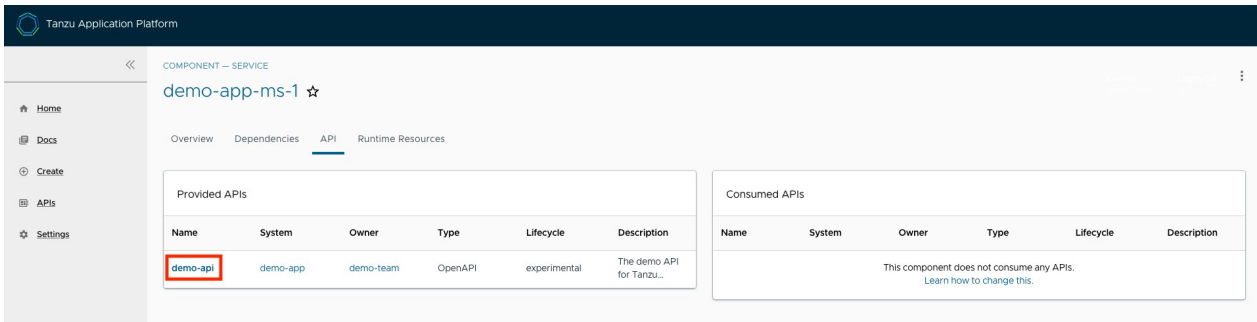 Tanzu Application Platform
COMPONENT — SERVICE
demo-app-ms-1
Home
Docs
Create
APIs
Settings
Overview Dependencies API Runtime Resources
Provided APIs
Name System Owner Type Lifecycle Description
demo-api demo-app demo-team OpenAPI experimental The demo API
for Tanzu...
Consumed APIs
Name System Owner Type Lifecycle Description
This component does not consume any APIs.
Learn how to change this.